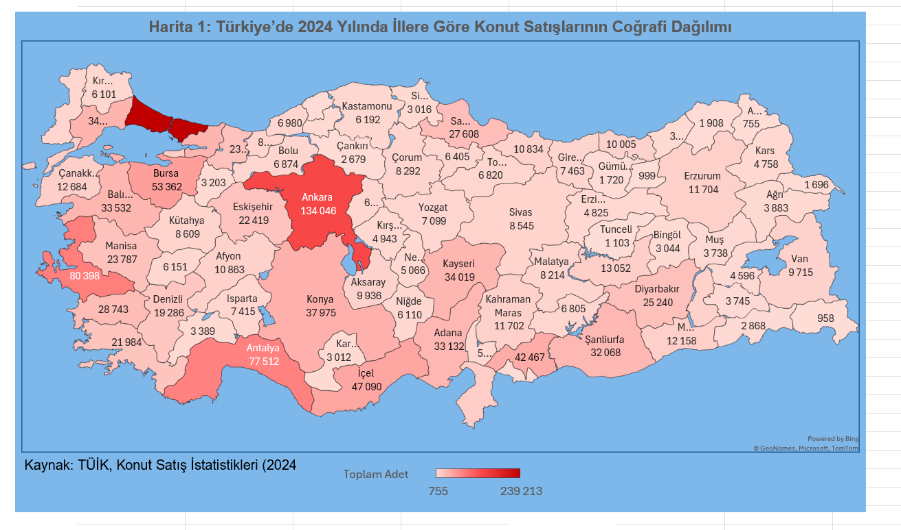 Harita 1: Türkiye’de 2024 Yılında İllere Göre Konut Satışlarının Coğrafi Dağılımı
Kır...
6 101
34...
Kastamonu
6 192
Si...
3 016
6 980
Sa...
27 608
23...
8...
Bolu
6 874
Çankırı
2 679
Çorum
8 292
6 405
To...
6 820
10 834
Gire...
7 463
10 005
Gümü...
1 720
3...
999
1 908
A...
755
Kars
4 758
Erzurum
11 704
1 696
Ağrı
3 883
Çanakk...
12 684
Balı...
33 532
Bursa
53 362
3 203
Eskişehir
22 419
Ankara
134 046
6...
Kırş...
4 943
Yozgat
7 099
Sivas
8 545
Erzi...
4 825
Tunceli
1 103
Bingöl
3 044
Muş
3 738
Van
9 715
Kütahya
8 609
Manisa
23 787
80 398
6 151
Afyon
10 863
Ne...
5 066
Kayseri
34 019
Malatya
8 214
13 052
4 596
3 745
Diyarbakır
25 240
28 743
Denizli
19 286
Isparta
7 415
Konya
37 975
Aksaray
9 936
Niğde
6 110
Kahraman
Maras
11 702
6 805
Şanlıurfa
32 068
M...
12 158
2 868
958
21 984
3 389
Antalya
77 512
Kar...
3 012
İçel
47 090
Adana
33 132
5...
42 467
Powered by Bing
© GeoNames, Microsoft, TomTom
Kaynak: TÜİK, Konut Satış İstatistikleri (2024
Toplam Adet
755
239 213